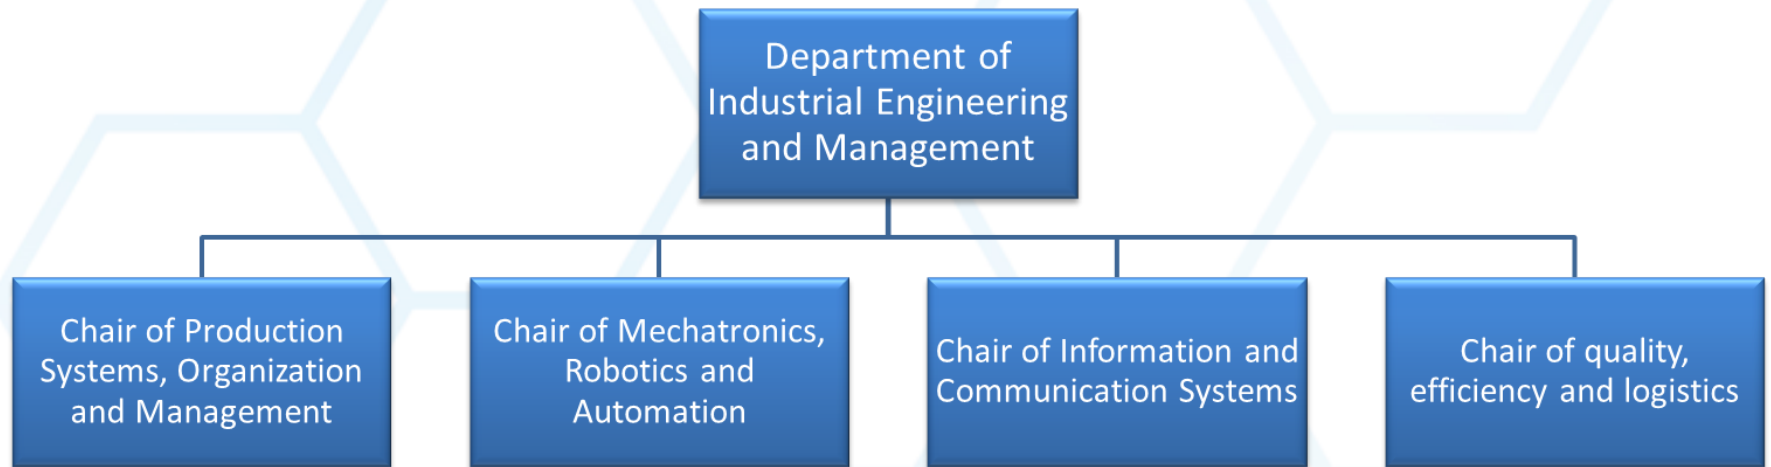 Department of
Industrial Engineering
and Management
Chair of Production
Systems, Organization
and Management
Chair of Mechatronics,
Robotics and
Automation
Chair of Information and
Communication Systems
Chair of quality,
efficiency and logistics